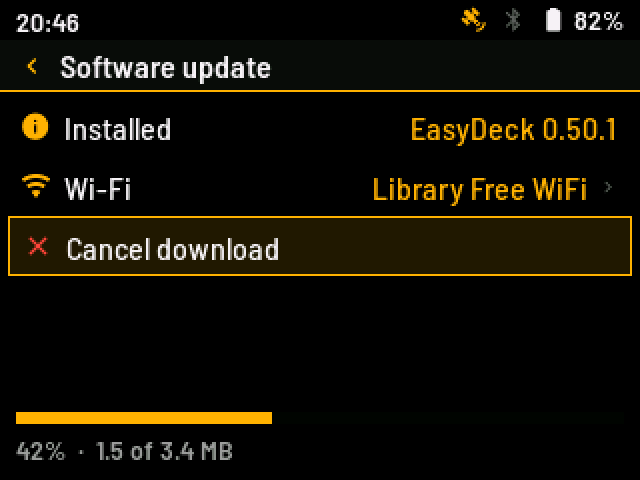 20:46 82%
Software update
Installed EasyDeck 0.50.1
Wi-Fi Library Free WiFi
Cancel download
42% · 1.5 of 3.4 MB